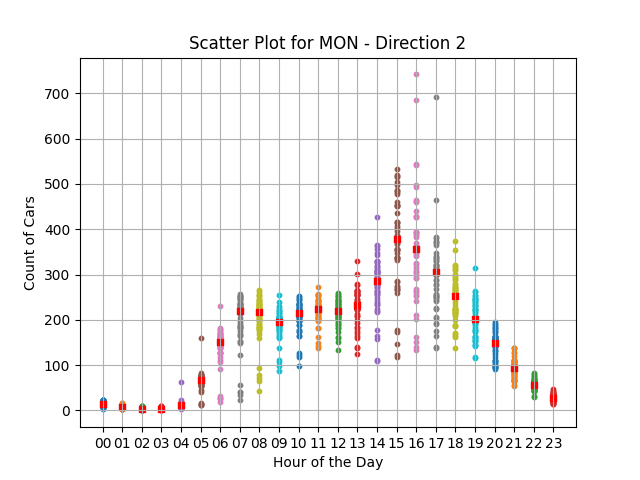 Scatter Plot for MON - Direction 2
700
600
500
400
300
200
100
0
Count of Cars
00 01 02 03 04 05 06 07 08 09 10 11 12 13 14 15 16 17 18 19 20 21 22 23
Hour of the Day